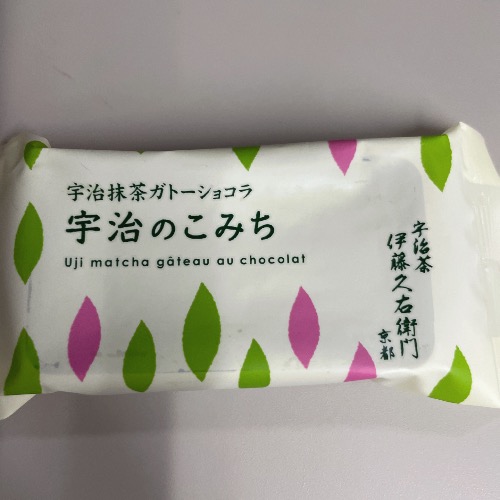 宇治抹茶ガトーショコラ
宇治のこみち
Uji matcha gâteau au chocolat
宇治茶
伊藤久右衛門
京都